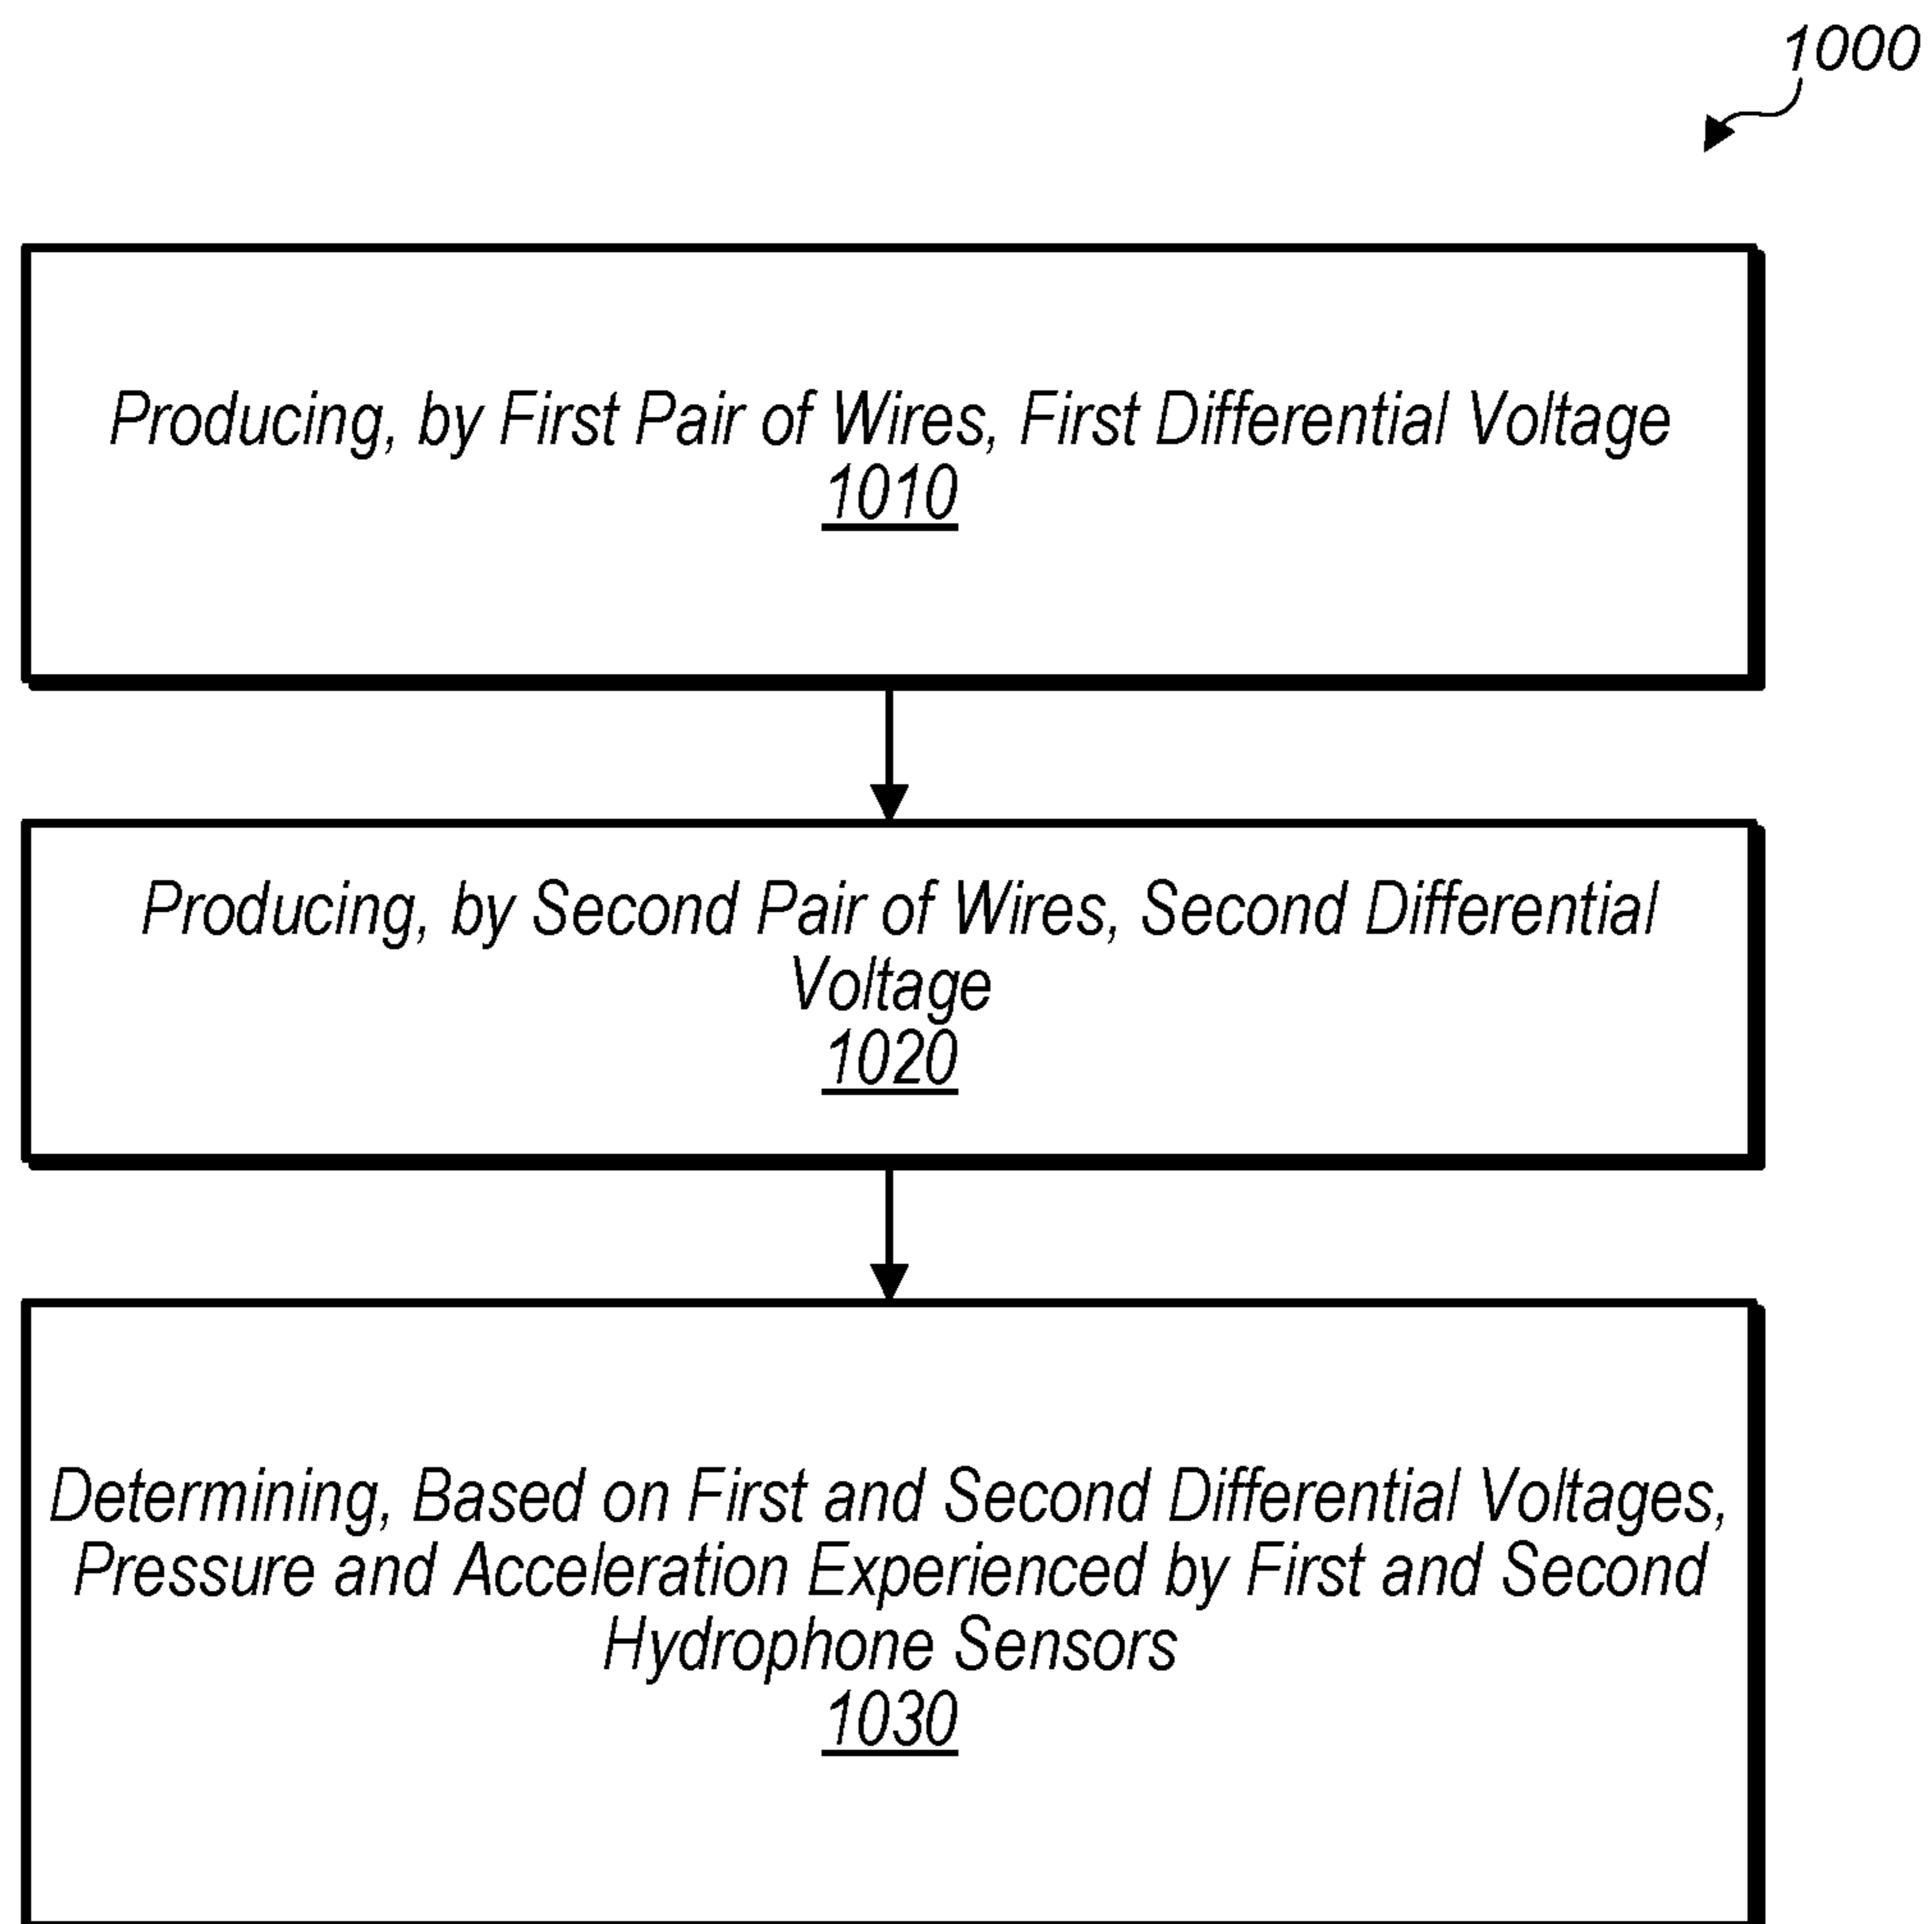 1000
Producing, by First Pair of Wires, First Differential Voltage
1010
Producing, by Second Pair of Wires, Second Differential
Voltage
1020
Determining, Based on First and Second Differential Voltages,
Pressure and Acceleration Experienced by First and Second
Hydrophone Sensors
1030